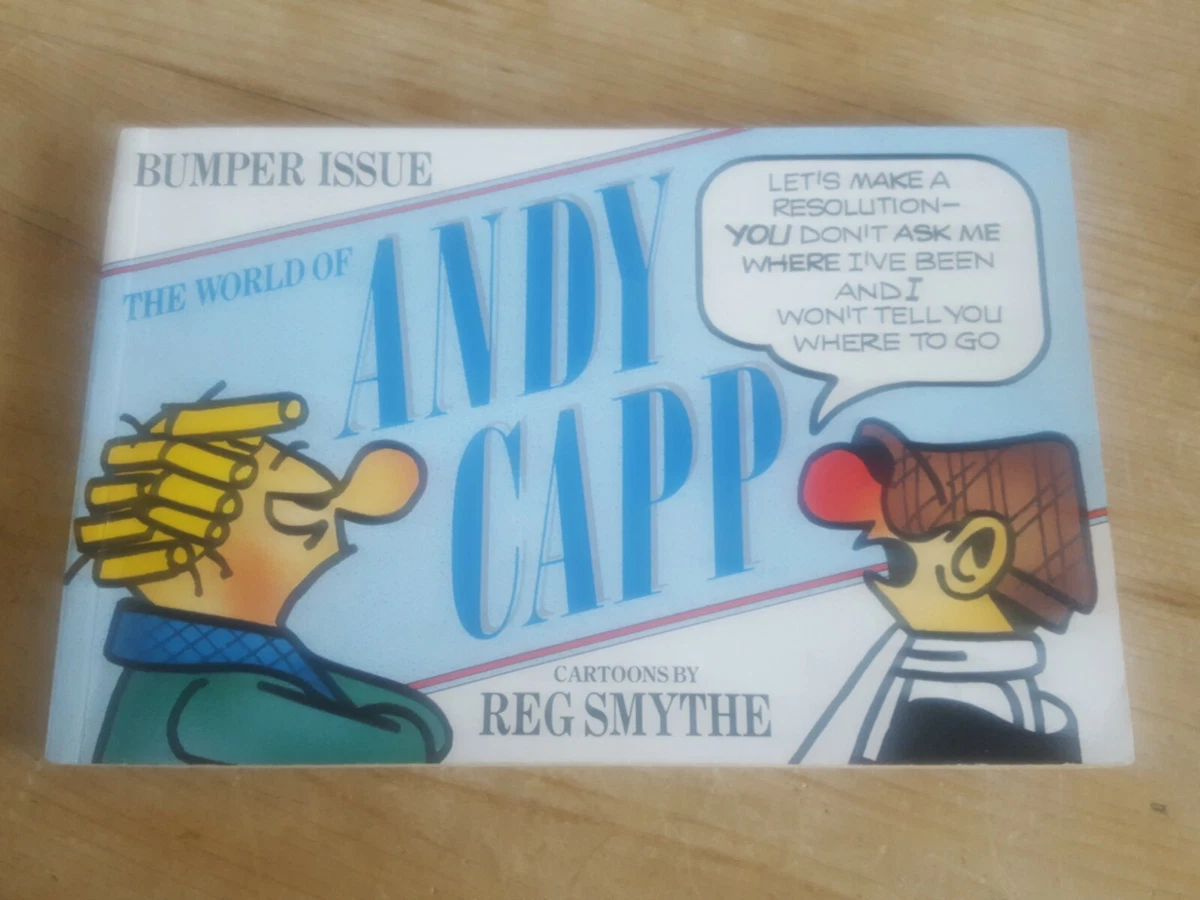 BUMPER ISSUE
THE WORLD OF
ANDY
CAPP
LET'S MAKE A
RESOLUTION–
YOU DON'T ASK ME
WHERE I'VE BEEN
AND I
WON'T TELL YOU
WHERE TO GO
CARTOONS BY
REG SMYTHE